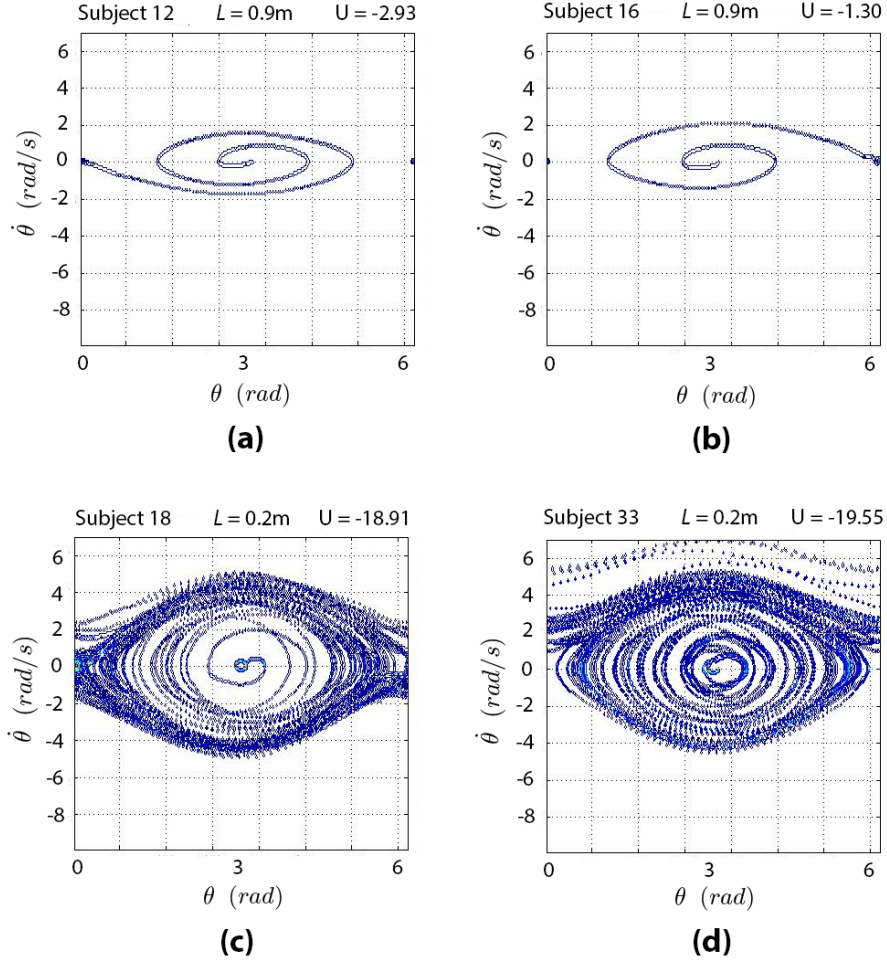 Subject 12 L = 0.9m U = -2.93
6
4
2
0
-2
-4
-6
-8
θ̇ (rad/s)
0 3 6
θ (rad)
(a)
Subject 16 L = 0.9m U = -1.30
6
4
2
0
-2
-4
-6
-8
θ̇ (rad/s)
0 3 6
θ (rad)
(b)
Subject 18 L = 0.2m U = -18.91
6
4
2
0
-2
-4
-6
-8
θ̇ (rad/s)
0 3 6
θ (rad)
(c)
Subject 33 L = 0.2m U = -19.55
6
4
2
0
-2
-4
-6
-8
θ̇ (rad/s)
0 3 6
θ (rad)
(d)